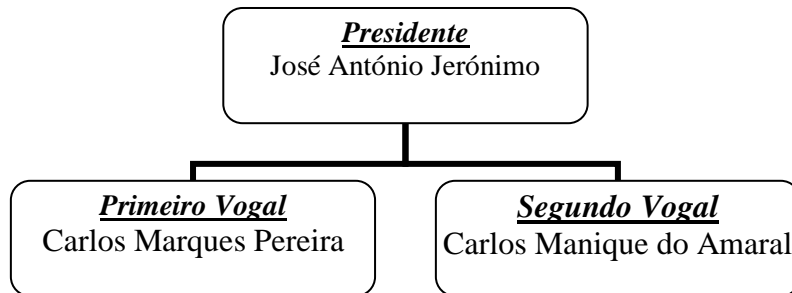 Presidente
José António Jerónimo
Primeiro Vogal
Carlos Marques Pereira
Segundo Vogal
Carlos Manique do Amaral